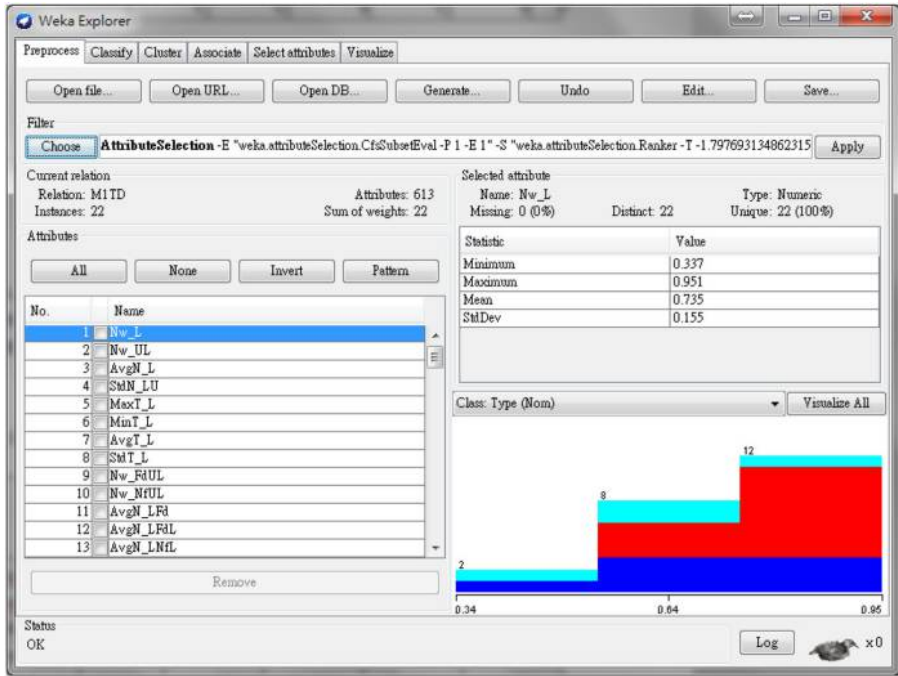 Weka Explorer
Preprocess Classify Cluster Associate Select attributes Visualize
Open file... Open URL... Open DB... Generate... Undo Edit... Save...
Filter
Choose AttributeSelection -E "weka.attributeSelection.CfsSubsetEval -P 1 -E 1" -S "weka.attributeSelection.Ranker -T -1.797693134862315 Apply
Current relation
Relation: M1TD Attributes: 613
Instances: 22 Sum of weights: 22
Selected attribute
Name: Nw_L Type: Numeric
Missing: 0 (0%) Distinct: 22 Unique: 22 (100%)
Attributes
All None Invert Pattern
No. Name
1 Nw_L
2 Nw_UL
3 AvgN_L
4 StdN_LU
5 MaxT_L
6 MinT_L
7 AvgT_L
8 StdT_L
9 Nw_FdUL
10 Nw_NfUL
11 AvgN_LFd
12 AvgN_LFdL
13 AvgN_LNfL
Remove
Statistic Value
Minimum 0.337
Maximum 0.951
Mean 0.735
StdDev 0.155
Class: Type (Nom) Visualize All
2
8
12
0.34 0.64 0.95
Status
OK
Log x 0